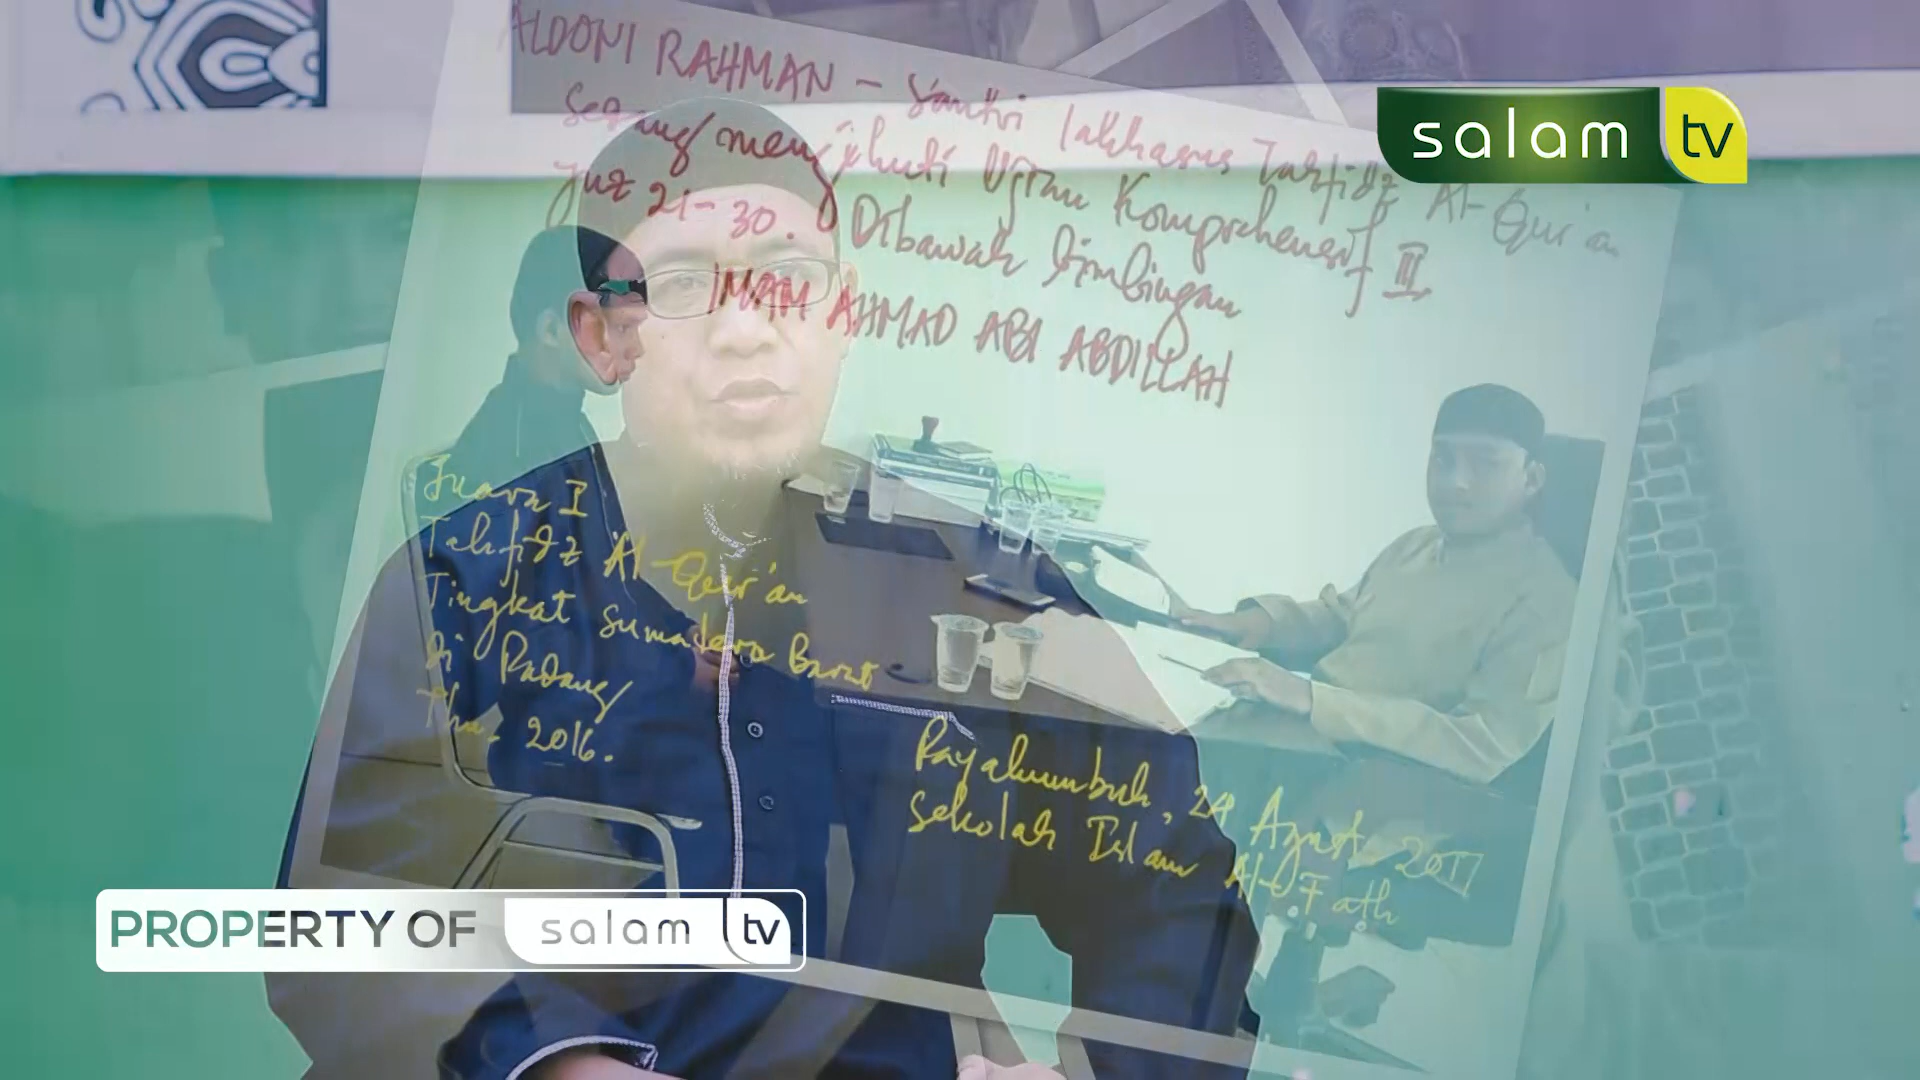 ALDONI RAHMAN - Santri Takhasus Tahfidz Al-Qur'an
Sedang mengikuti Ujian Komprehensif III
Juz 21-30. Dibawah bimbingan
IMAM AHMAD ABI ABDILLAH
salam tv
Juara I
Tahfidz Al-Qur'an
Tingkat Sumatera Barat
di Padang
Thn. 2016.
Payakumbuh, 24 Agust 2017
Sekolah Islam Al-Fath
PROPERTY OF salam tv